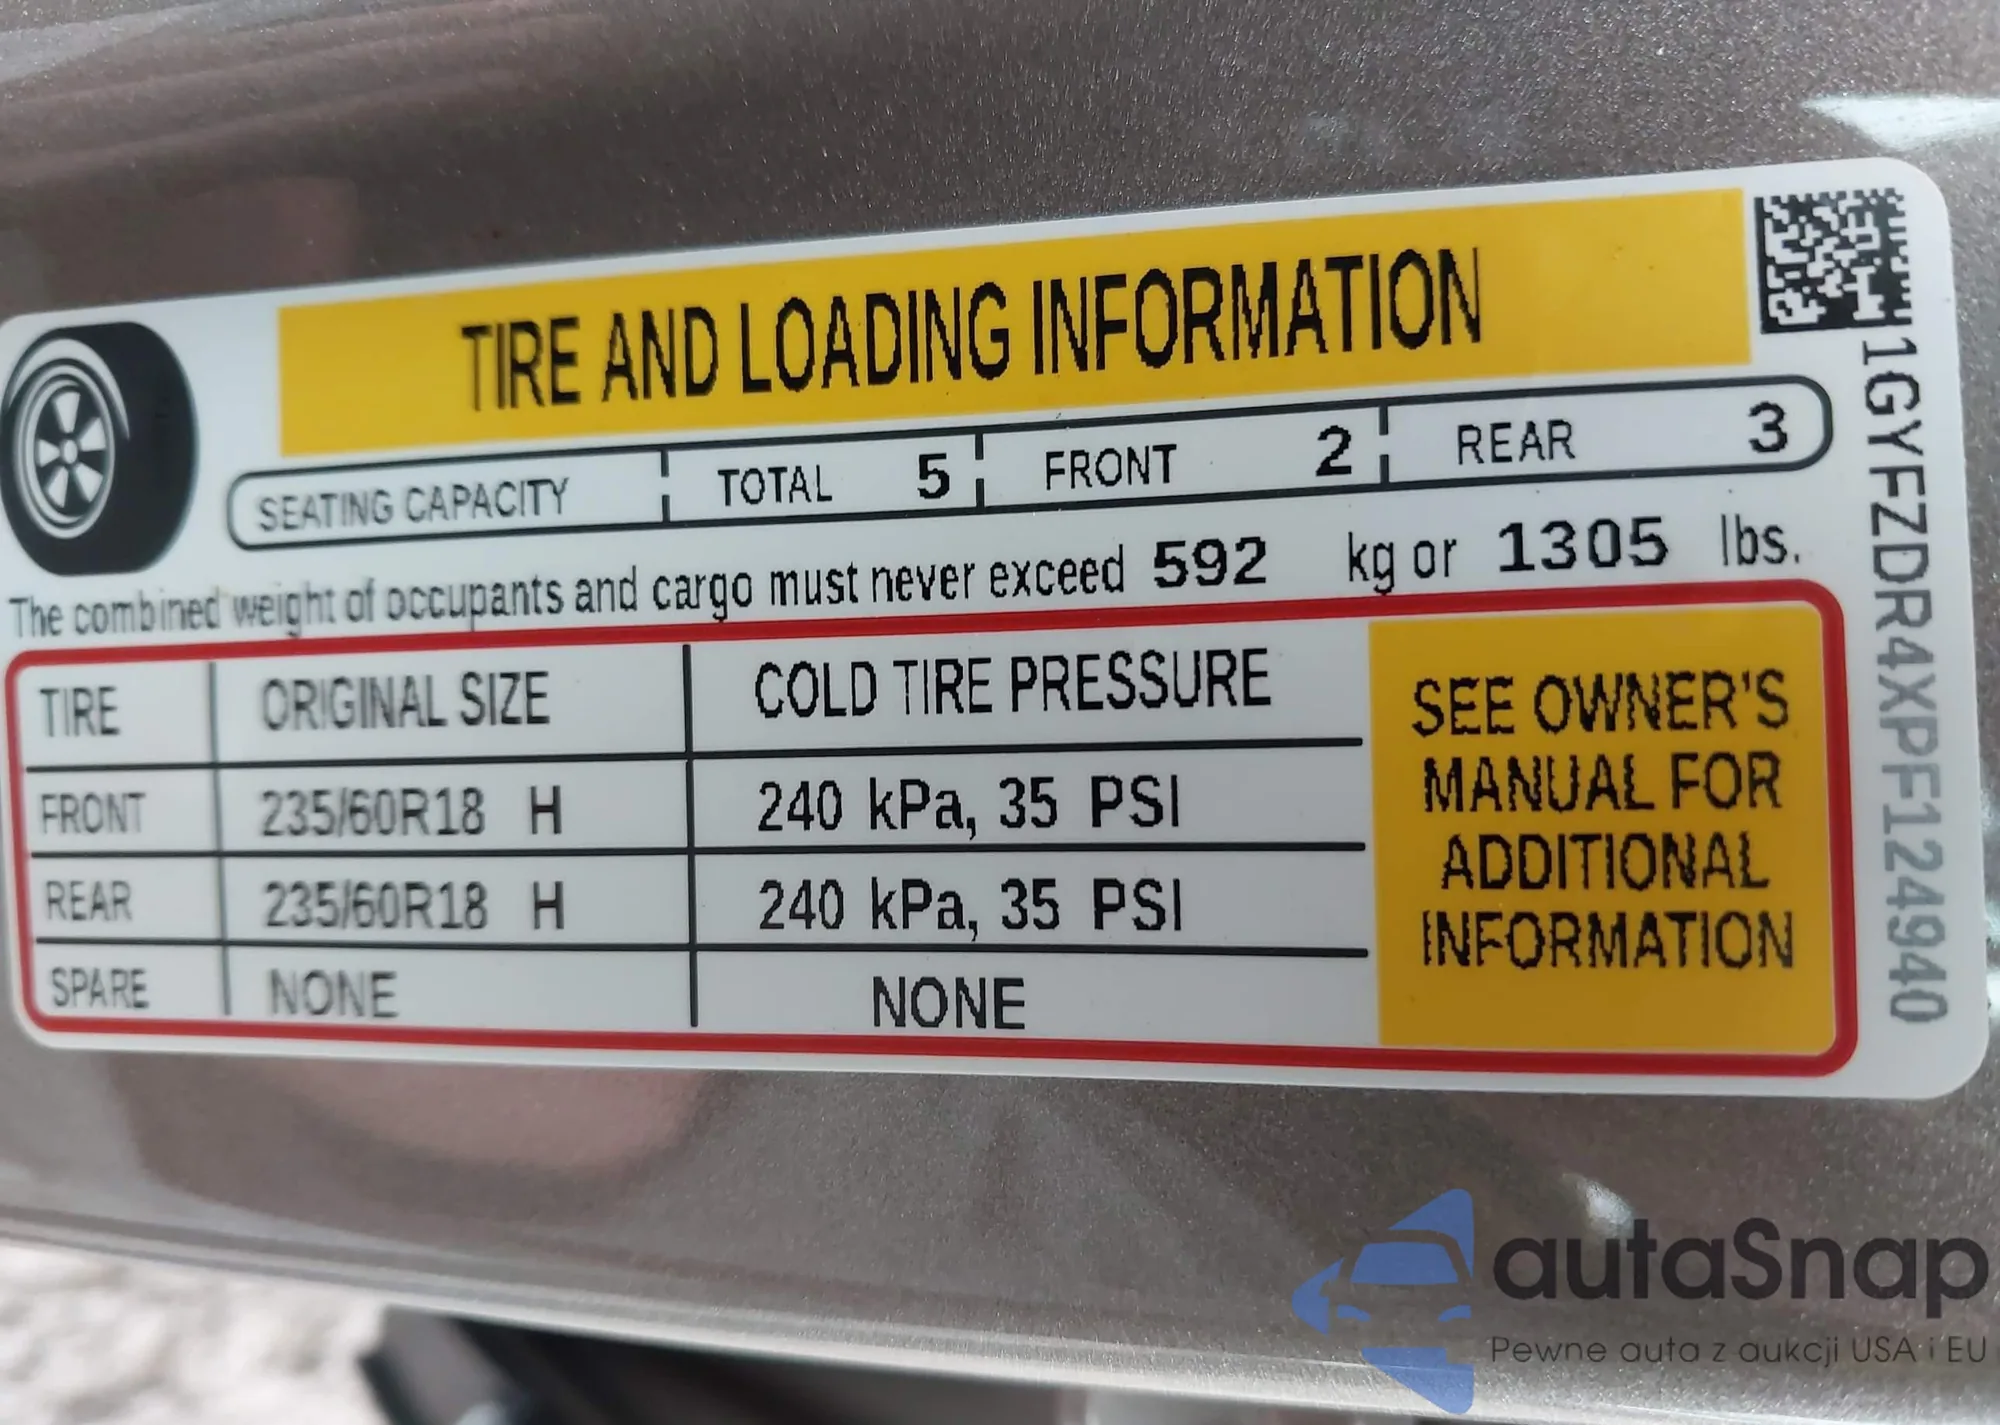 TIRE AND LOADING INFORMATION
SEATING CAPACITY TOTAL 5 FRONT 2 REAR 3
The combined weight of occupants and cargo must never exceed 592 kg or 1305 lbs.
TIRE ORIGINAL SIZE COLD TIRE PRESSURE
FRONT 235/60R18 H 240 kPa, 35 PSI
REAR 235/60R18 H 240 kPa, 35 PSI
SPARE NONE NONE
SEE OWNER'S
MANUAL FOR
ADDITIONAL
INFORMATION
1GYFZDR4XPF124940
autaSnap
Pewne auta z aukcji USA i EU